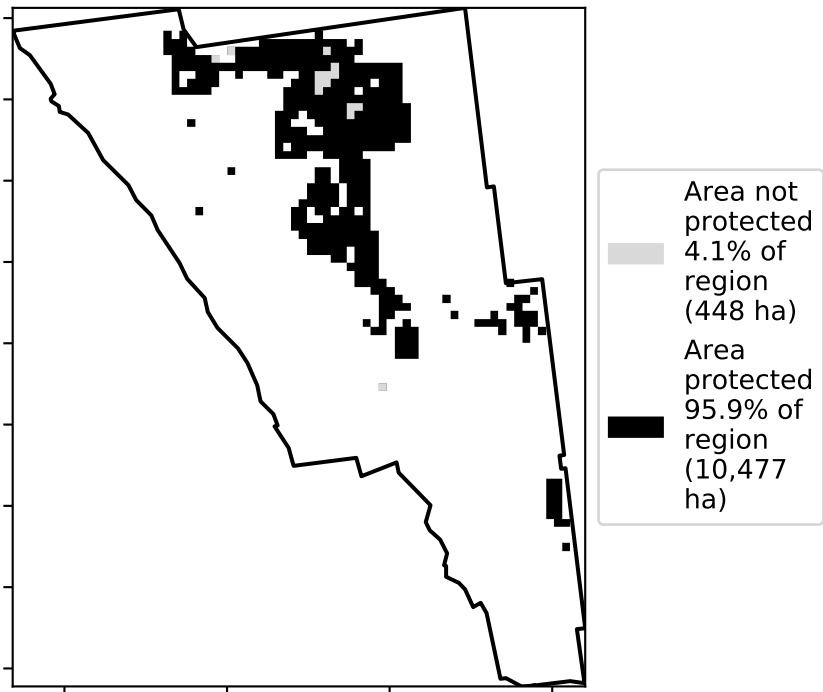 Area not
protected
4.1% of
region
(448 ha)
Area
protected
95.9% of
region
(10,477
ha)